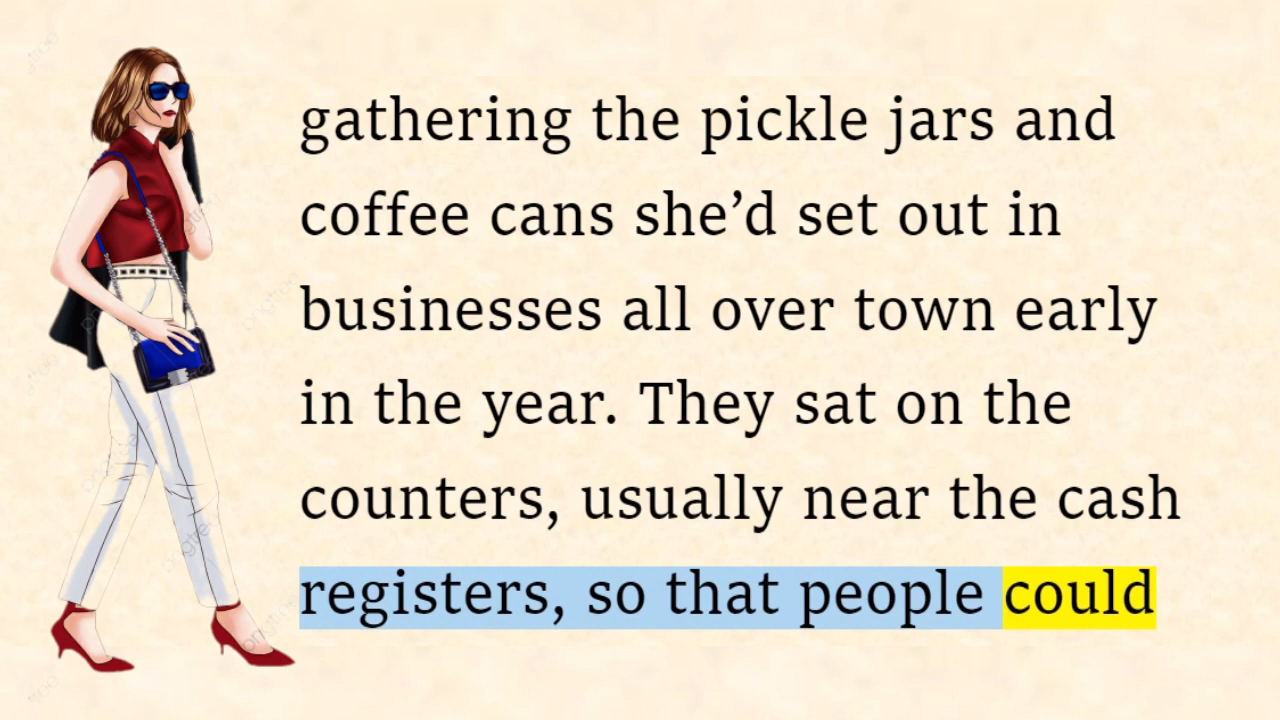 gathering the pickle jars and
coffee cans she’d set out in
businesses all over town early
in the year. They sat on the
counters, usually near the cash
registers, so that people could